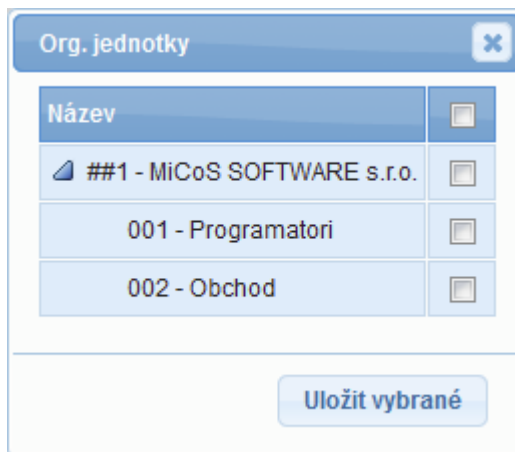 Org. jednotky
Název
##1 - MiCoS SOFTWARE s.r.o.
001 - Programatori
002 - Obchod
Uložit vybrané